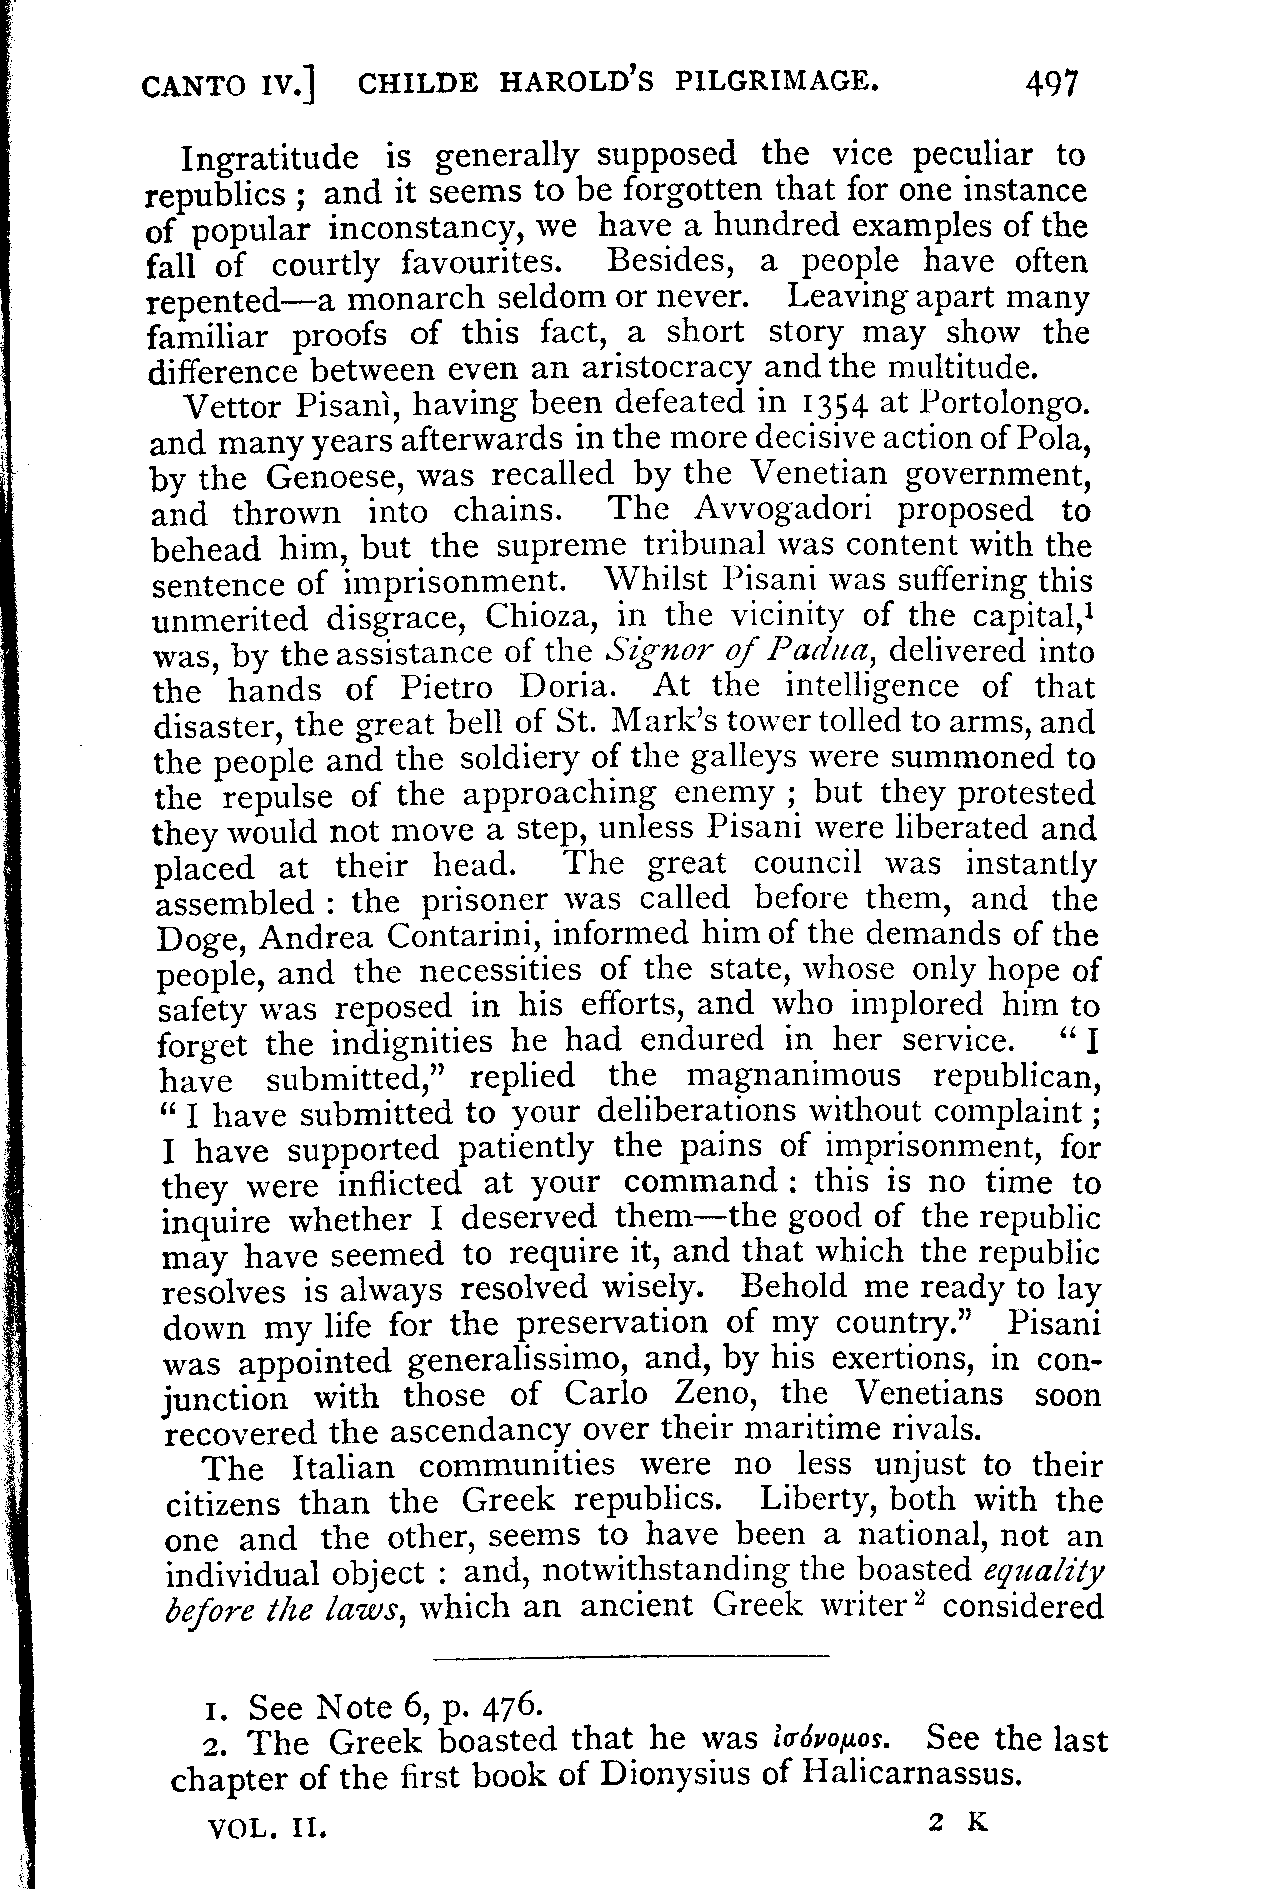 CANTO IV.] CHILDE HAROLD'S PILGRIMAGE. 497
Ingratitude is generally supposed the vice peculiar to
republics ; and it seems to be forgotten that for one instance
of popular inconstancy, we have a hundred examples of the
fall of courtly favourites. Besides, a people have often
repented—a monarch seldom or never. Leaving apart many
familiar proofs of this fact, a short story may show the
difference between even an aristocracy and the multitude.
Vettor Pisanì, having been defeated in 1354 at Portolongo.
and many years afterwards in the more decisive action of Pola,
by the Genoese, was recalled by the Venetian government,
and thrown into chains. The Avvogadori proposed to
behead him, but the supreme tribunal was content with the
sentence of imprisonment. Whilst Pisani was suffering this
unmerited disgrace, Chioza, in the vicinity of the capital,¹
was, by the assistance of the Signor of Padua, delivered into
the hands of Pietro Doria. At the intelligence of that
disaster, the great bell of St. Mark's tower tolled to arms, and
the people and the soldiery of the galleys were summoned to
the repulse of the approaching enemy ; but they protested
they would not move a step, unless Pisani were liberated and
placed at their head. The great council was instantly
assembled : the prisoner was called before them, and the
Doge, Andrea Contarini, informed him of the demands of the
people, and the necessities of the state, whose only hope of
safety was reposed in his efforts, and who implored him to
forget the indignities he had endured in her service. “ I
have submitted,” replied the magnanimous republican,
“ I have submitted to your deliberations without complaint ;
I have supported patiently the pains of imprisonment, for
they were inflicted at your command : this is no time to
inquire whether I deserved them—the good of the republic
may have seemed to require it, and that which the republic
resolves is always resolved wisely. Behold me ready to lay
down my life for the preservation of my country.” Pisani
was appointed generalissimo, and, by his exertions, in con-
junction with those of Carlo Zeno, the Venetians soon
recovered the ascendancy over their maritime rivals.
The Italian communities were no less unjust to their
citizens than the Greek republics. Liberty, both with the
one and the other, seems to have been a national, not an
individual object : and, notwithstanding the boasted equality
before the laws, which an ancient Greek writer² considered
1. See Note 6, p. 476.
2. The Greek boasted that he was ἰσόνομος. See the last
chapter of the first book of Dionysius of Halicarnassus.
VOL. II. 2 K